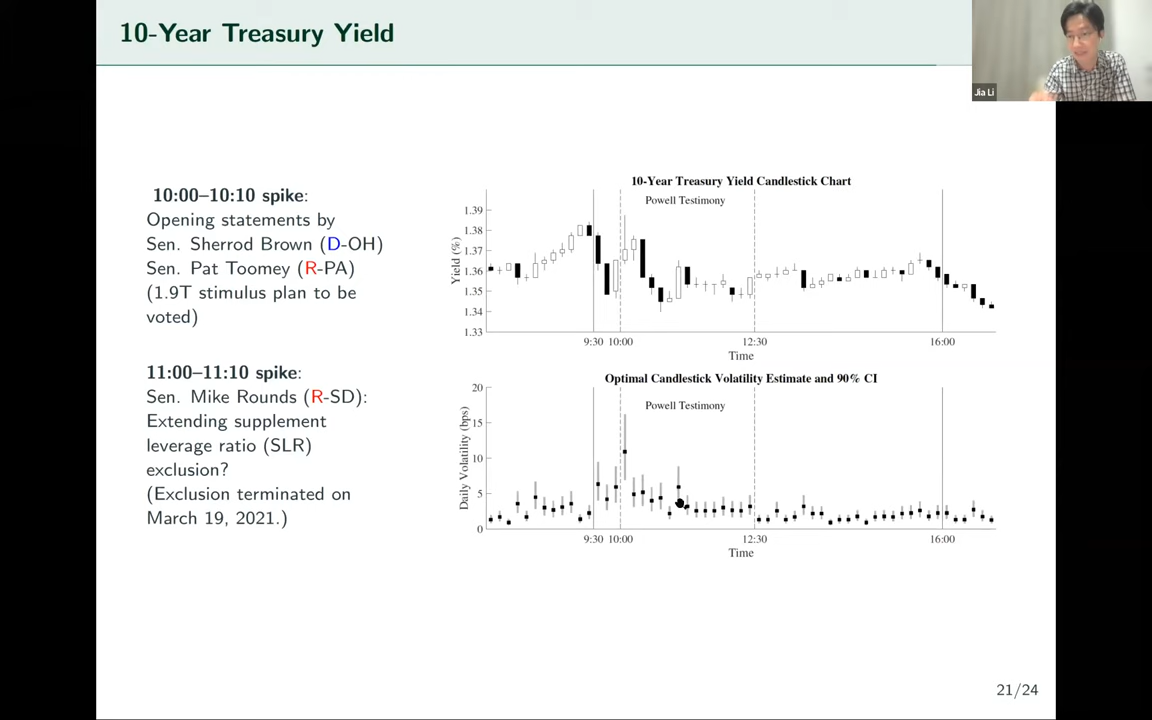 10-Year Treasury Yield
Jia Li
10:00–10:10 spike:
Opening statements by
Sen. Sherrod Brown (D-OH)
Sen. Pat Toomey (R-PA)
(1.9T stimulus plan to be
voted)
11:00–11:10 spike:
Sen. Mike Rounds (R-SD):
Extending supplement
leverage ratio (SLR)
exclusion?
(Exclusion terminated on
March 19, 2021.)
10-Year Treasury Yield Candlestick Chart
Powell Testimony
Yield (%)
1.39
1.38
1.37
1.36
1.35
1.34
1.33
9:30 10:00 12:30 16:00
Time
Optimal Candlestick Volatility Estimate and 90% CI
Powell Testimony
Daily Volatility (bps)
20
15
10
5
0
9:30 10:00 12:30 16:00
Time
21/24